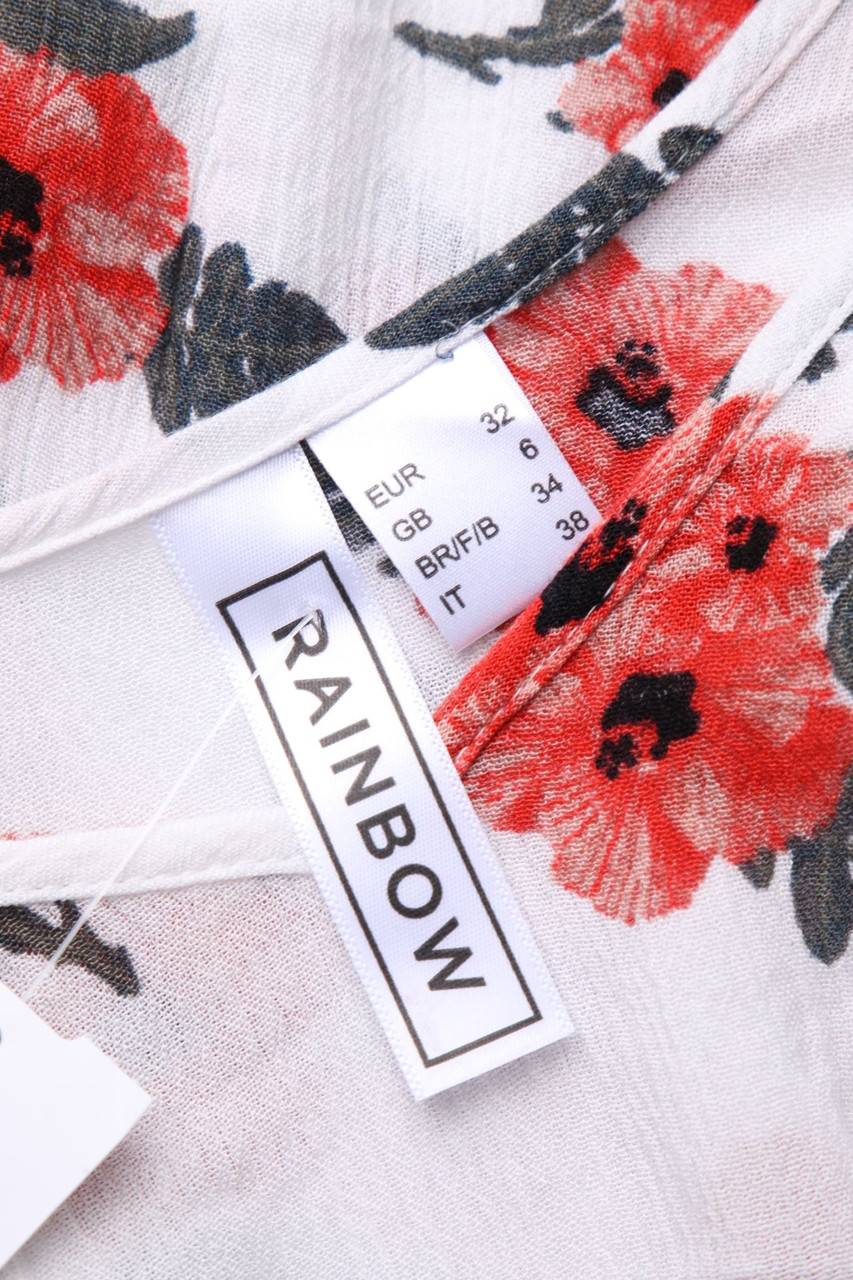 EUR 32
GB 6
BR/F/B 34
IT 38
RAINBOW